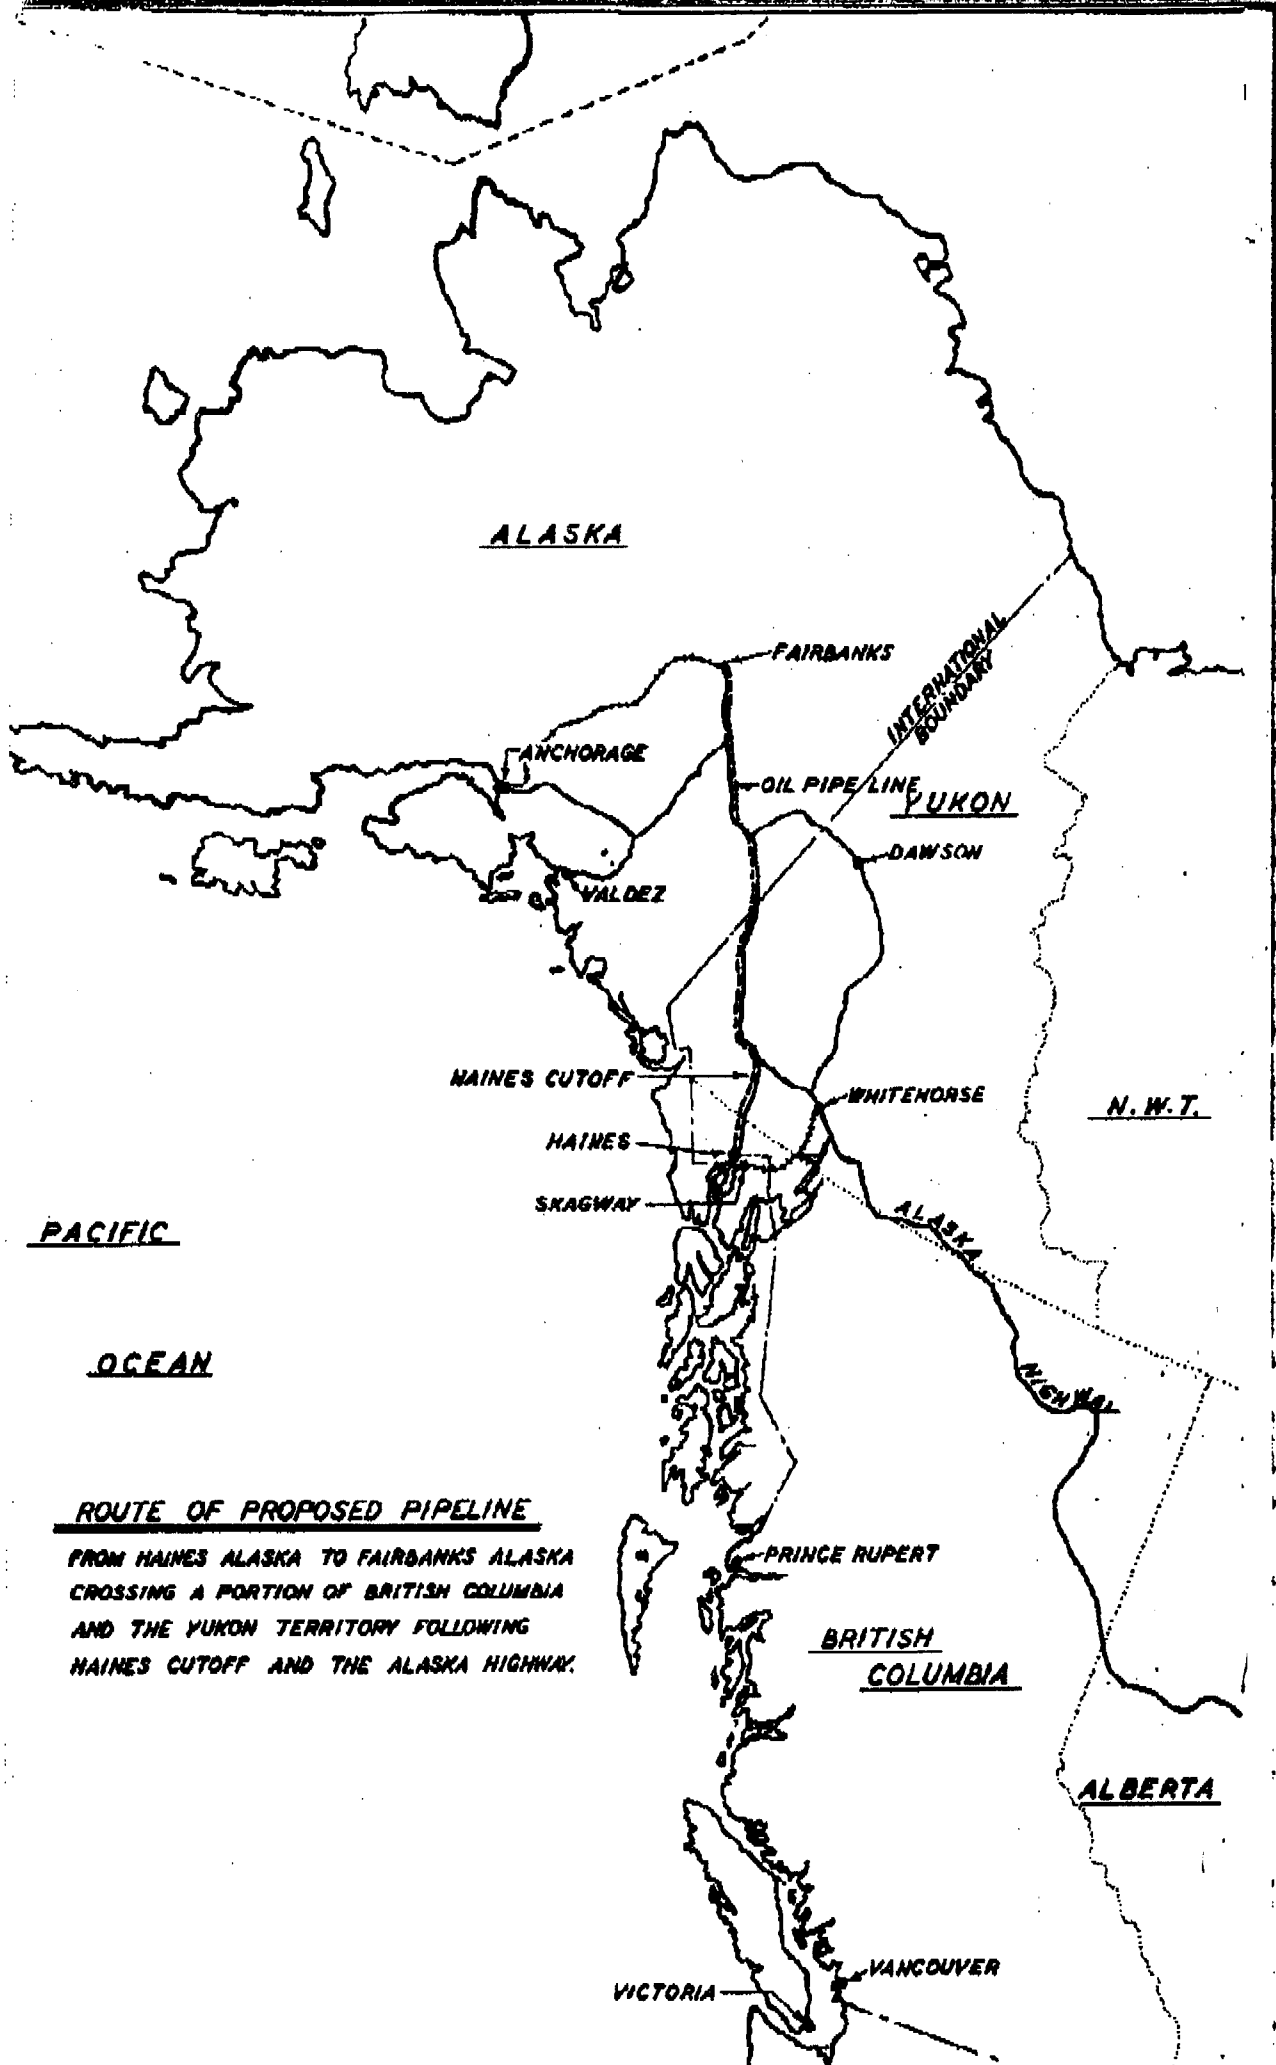 ALASKA
FAIRBANKS
INTERNATIONAL
BOUNDARY
ANCHORAGE
OIL PIPE LINE
YUKON
DAWSON
VALDEZ
HAINES CUTOFF
WHITEHORSE
N.W.T.
HAINES
SKAGWAY
ALASKA
PACIFIC
OCEAN
ROUTE OF PROPOSED PIPELINE
FROM HAINES ALASKA TO FAIRBANKS ALASKA
CROSSING A PORTION OF BRITISH COLUMBIA
AND THE YUKON TERRITORY FOLLOWING
HAINES CUTOFF AND THE ALASKA HIGHWAY.
PRINCE RUPERT
BRITISH
COLUMBIA
ALBERTA
VANCOUVER
VICTORIA